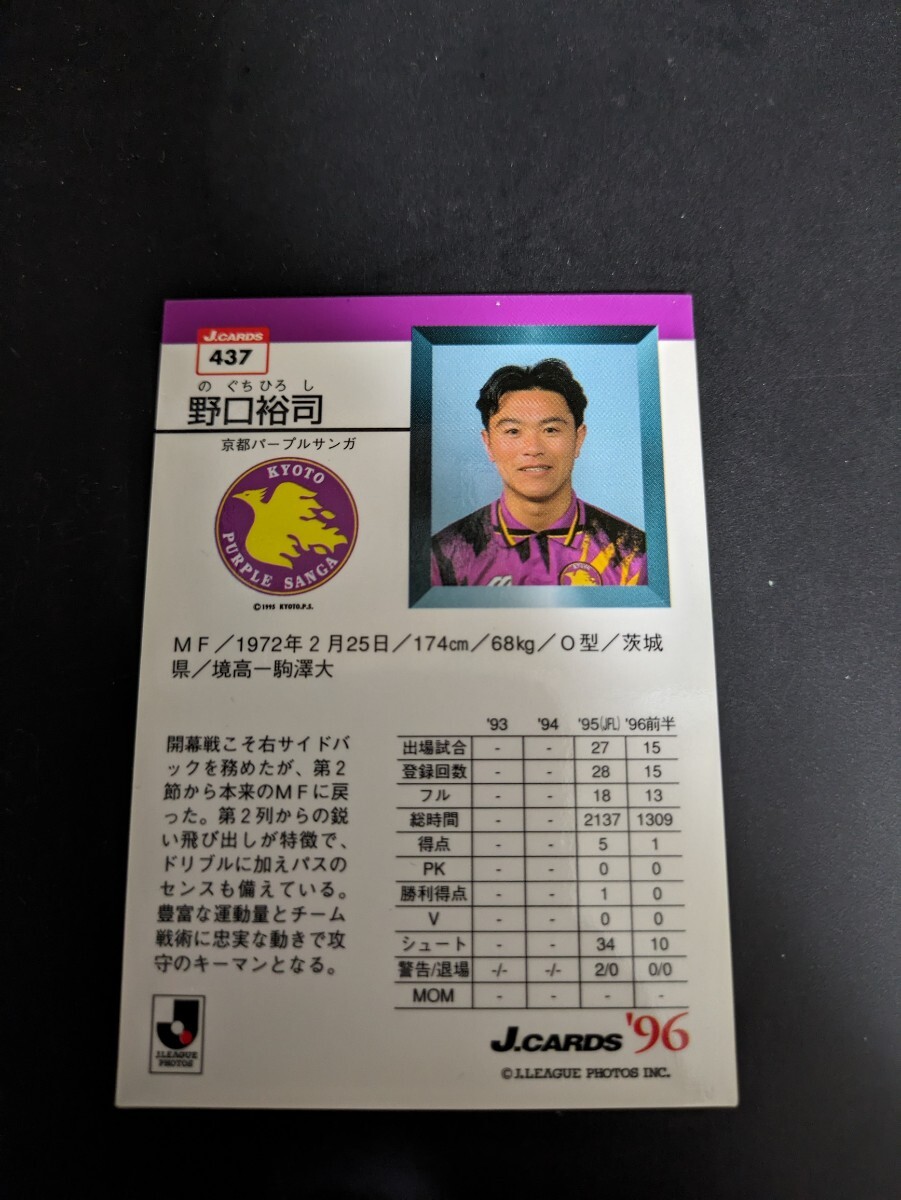 J.CARDS
437
の ぐち ひろ し
野口裕司
京都パープルサンガ
KYOTO
PURPLE SANGA
©1995 KYOTO.P.S.
KYOTO
MF／1972年2月25日／174cm／68kg／O型／茨城
県／境高ー駒澤大
開幕戦こそ右サイドバ
ックを務めたが、第2
節から本来のMFに戻
った。第2列からの鋭
い飛び出しが特徴で、
ドリブルに加えパスの
センスも備えている。
豊富な運動量とチーム
戦術に忠実な動きで攻
守のキーマンとなる。
'93 '94 '95(JFL) '96前半
出場試合 - - 27 15
登録回数 - - 28 15
フル - - 18 13
総時間 - - 2137 1309
得点 - - 5 1
PK - - 0 0
勝利得点 - - 1 0
V - - 0 0
シュート - - 34 10
警告/退場 -/- -/- 2/0 0/0
MOM - - - -
J.LEAGUE
PHOTOS
J.CARDS '96
©J.LEAGUE PHOTOS INC.